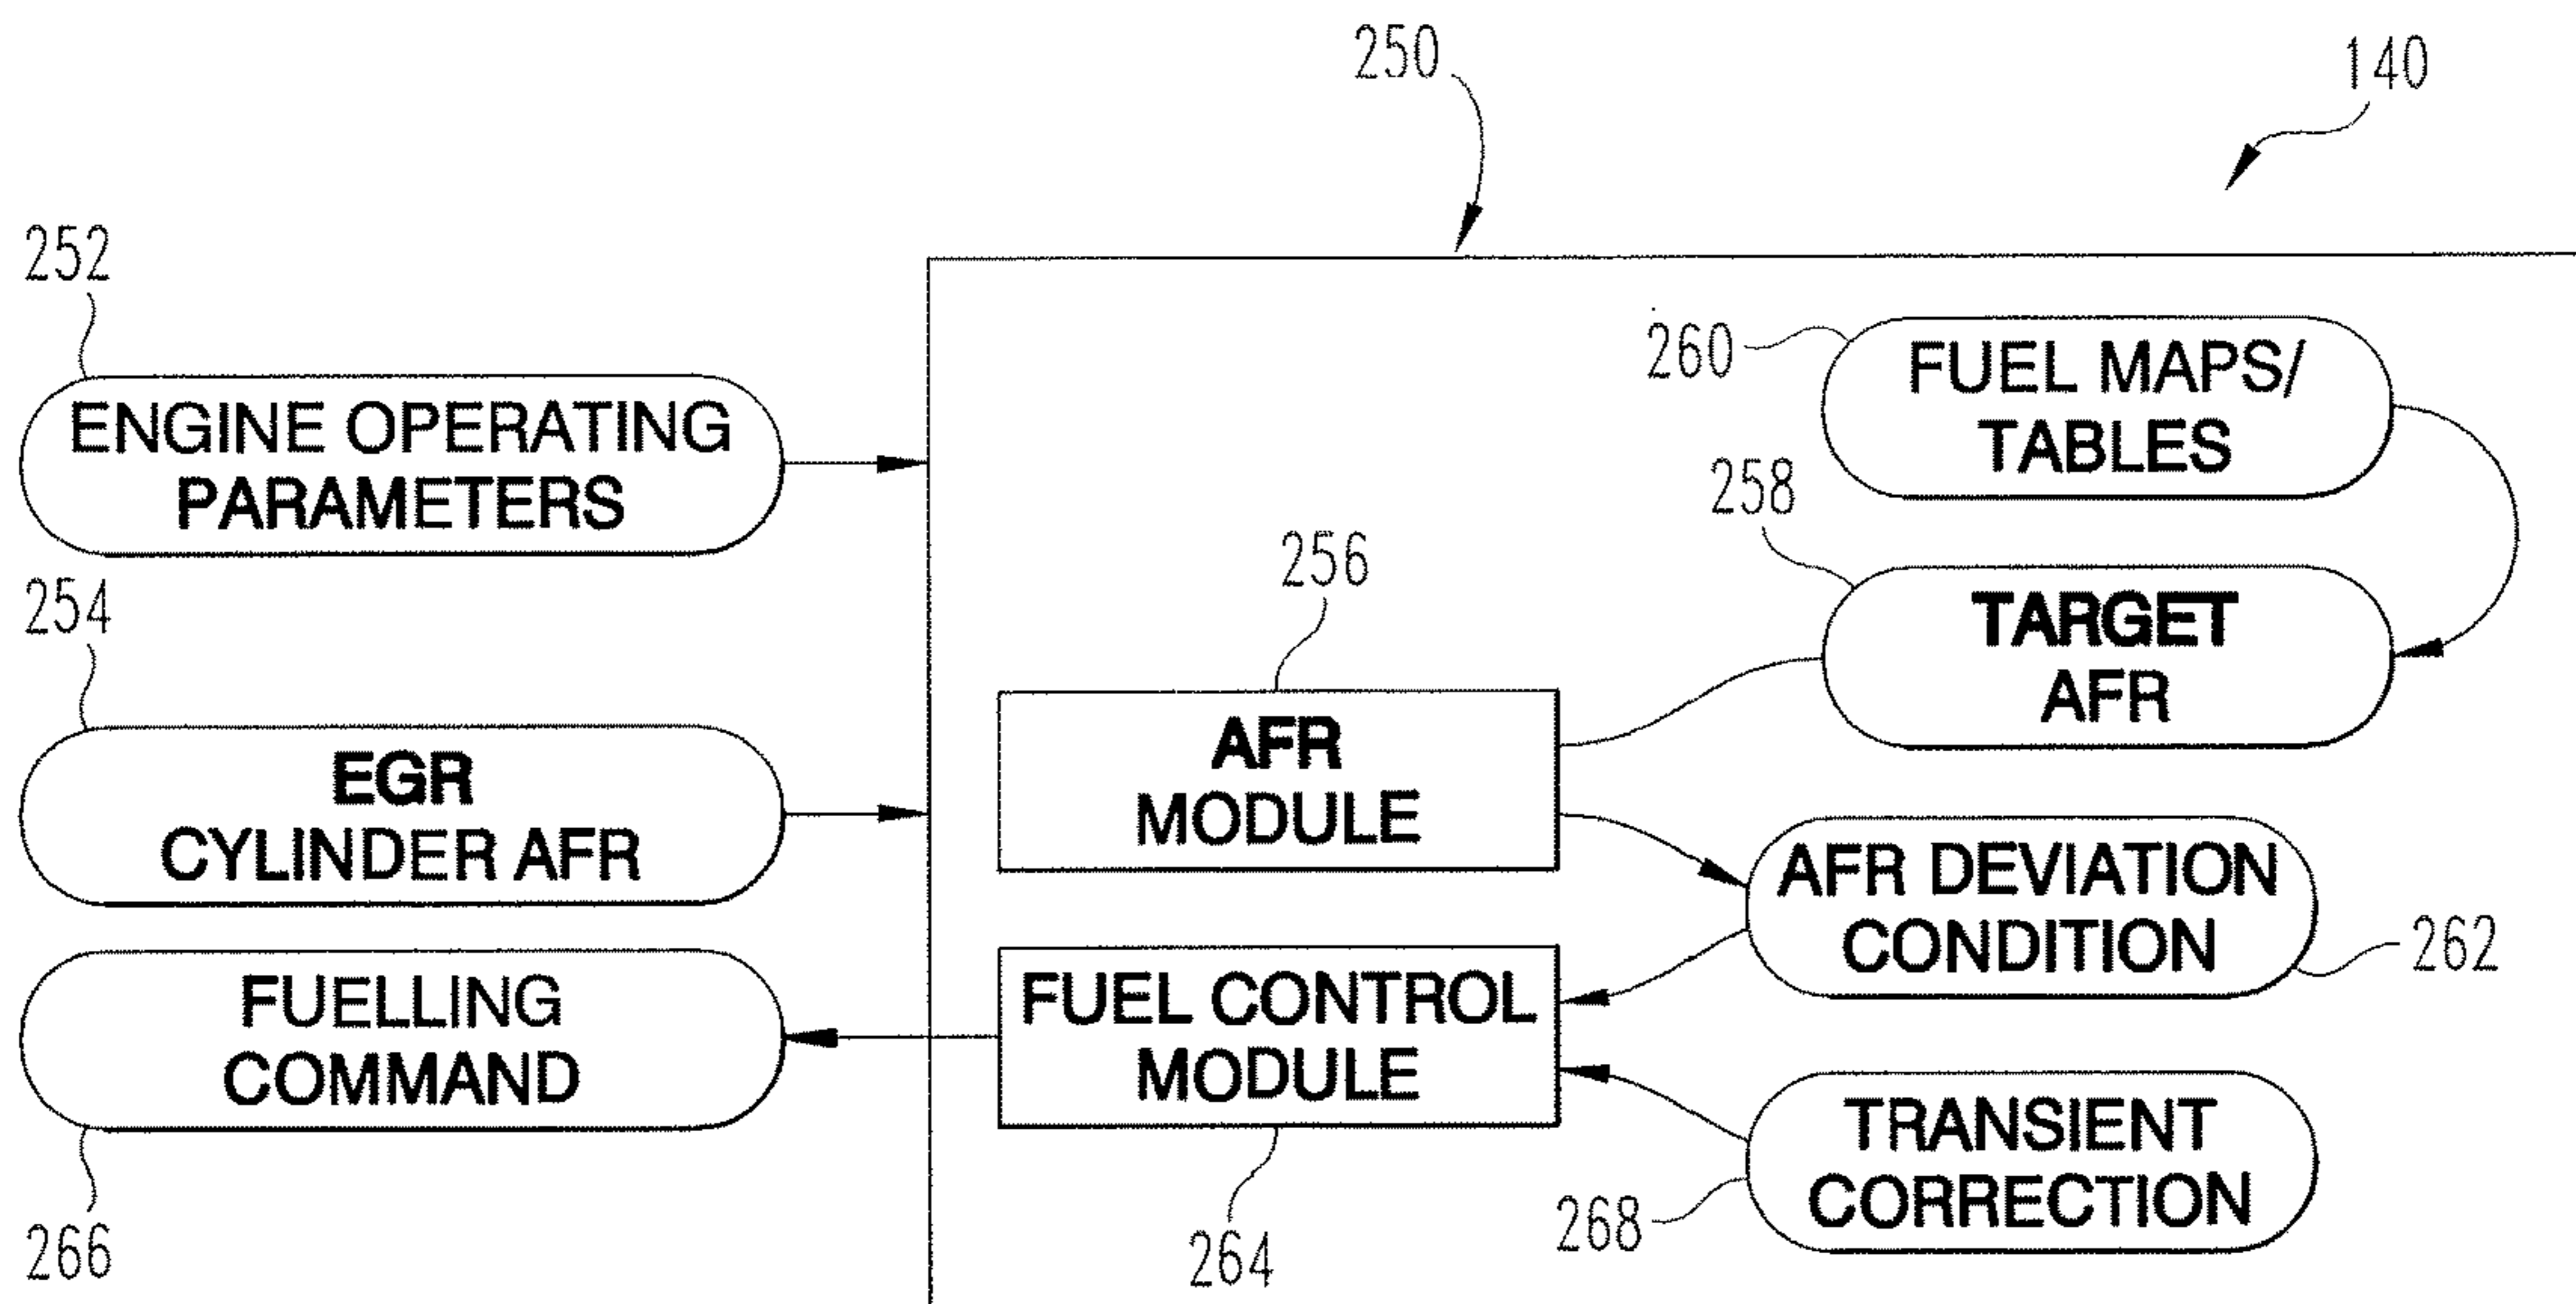 250
140
252
ENGINE OPERATING
PARAMETERS
260
FUEL MAPS/
TABLES
258
TARGET
AFR
254
EGR
CYLINDER AFR
256
AFR
MODULE
AFR DEVIATION
CONDITION
262
FUELLING
COMMAND
266
FUEL CONTROL
MODULE
264
TRANSIENT
CORRECTION
268